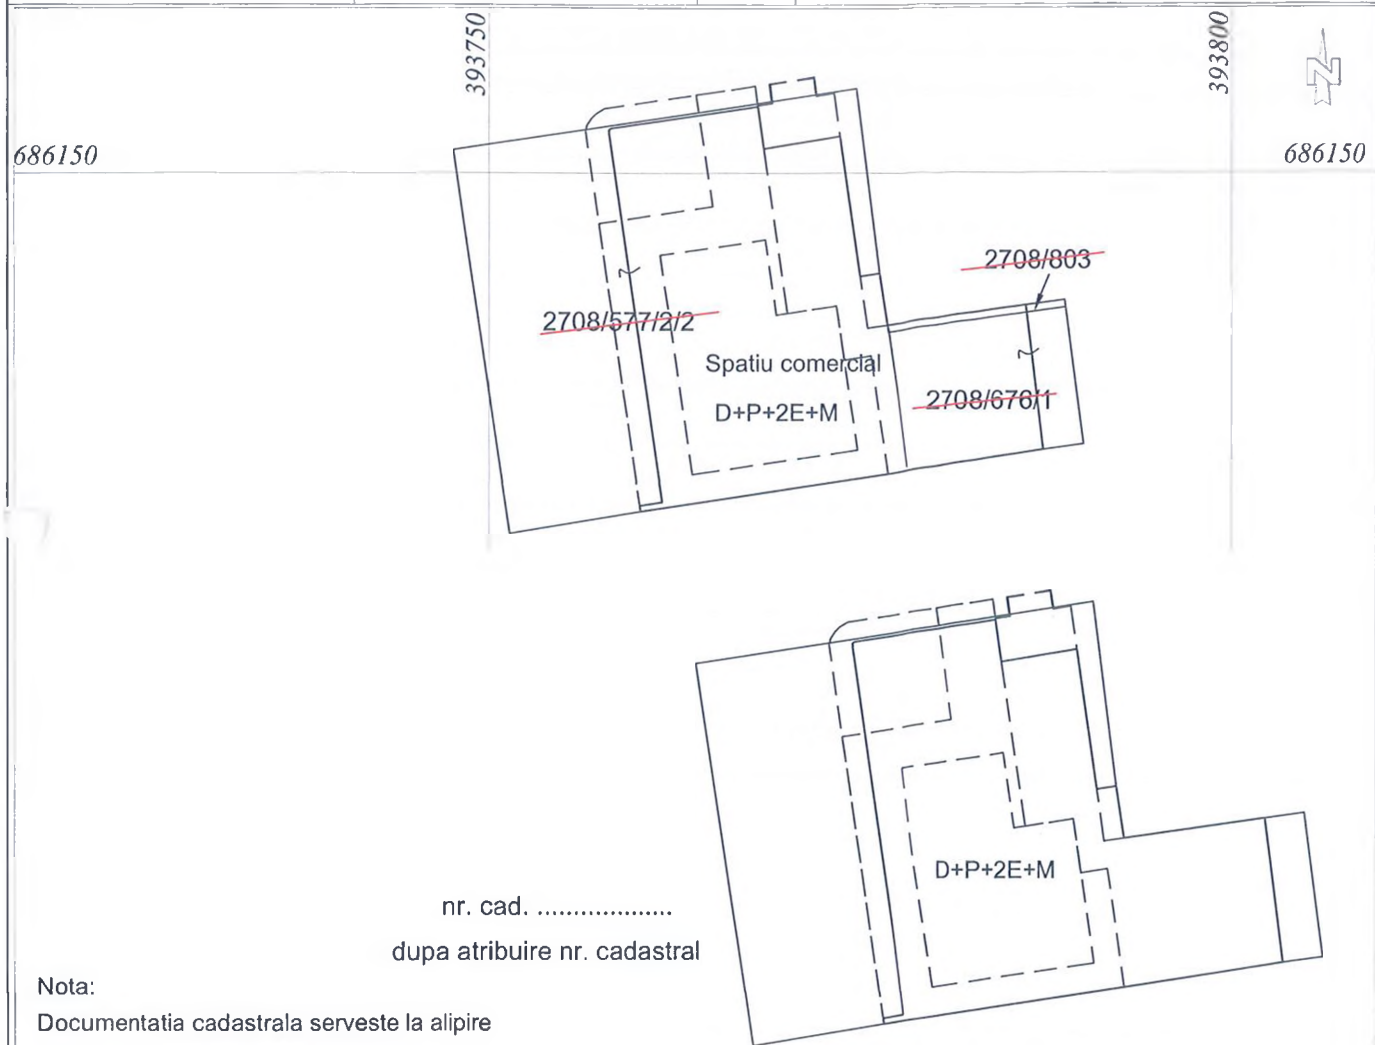 393750
393800
N
686150
686150
2708/803
2708/577/2/2
Spatiu comercial
2708/676/1
D+P+2E+M
D+P+2E+M
nr. cad. ...................
dupa atribuire nr. cadastral
Nota:
Documentatia cadastrala serveste la alipire